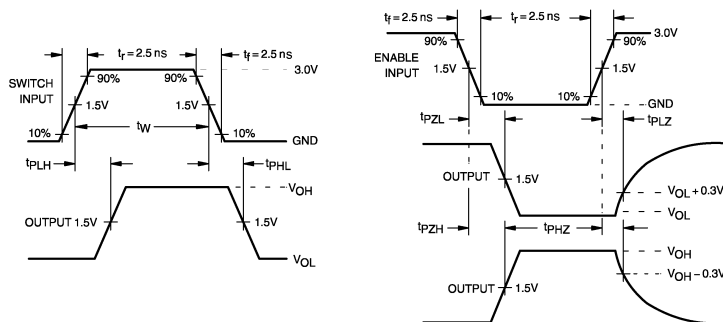 tr = 2.5 ns
tf = 2.5 ns
SWITCH
INPUT
90%
90%
3.0V
1.5V
1.5V
10%
10%
GND
tW
tPLH
tPHL
VOH
OUTPUT 1.5V
1.5V
VOL
tf = 2.5 ns
tr = 2.5 ns
90%
90%
3.0V
ENABLE
INPUT
1.5V
1.5V
10%
10%
GND
tPZL
tPLZ
OUTPUT
1.5V
VOL + 0.3V
VOL
tPZH
tPHZ
VOH
VOH − 0.3V
OUTPUT
1.5V